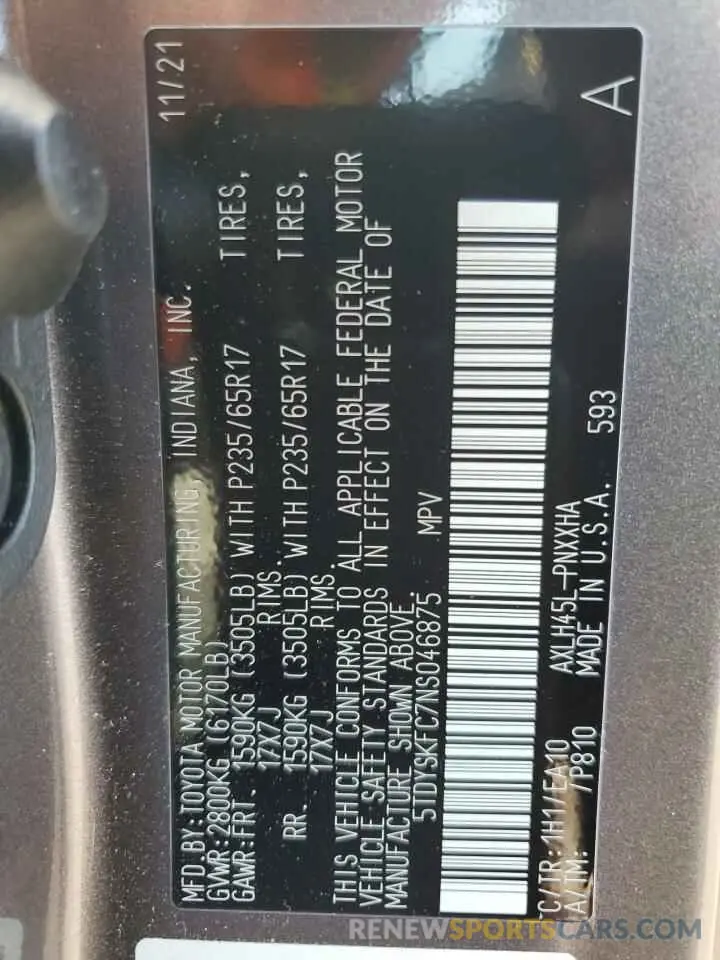 MFD.BY:TOYOTA MOTOR MANUFACTURING, INDIANA, INC. 11/21
GVWR:2800KG (6170LB)
GAWR:FRT. 1590KG (3505LB) WITH P235/65R17 TIRES,
17X7J RIMS.
RR. 1590KG (3505LB) WITH P235/65R17 TIRES,
17X7J RIMS.
THIS VEHICLE CONFORMS TO ALL APPLICABLE FEDERAL MOTOR
VEHICLE SAFETY STANDARDS IN EFFECT ON THE DATE OF
MANUFACTURE SHOWN ABOVE.
5TDYSKFC7NS046875 MPV
C/TR:1H1/EA10 AXLH45L-PNXXHA 593
A/TM: /P810 MADE IN U.S.A. A
RENEWSPORTSCARS.COM